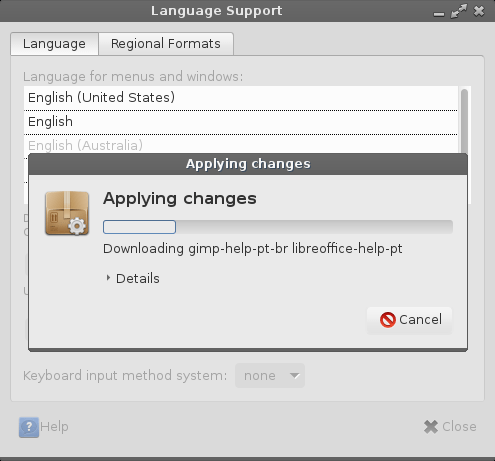 Language Support
Language
Regional Formats
Language for menus and windows:
English (United States)
English
English (Australia)
Applying changes
Applying changes
Downloading gimp-help-pt-br libreoffice-help-pt
Details
Cancel
Keyboard input method system: none
Help
Close